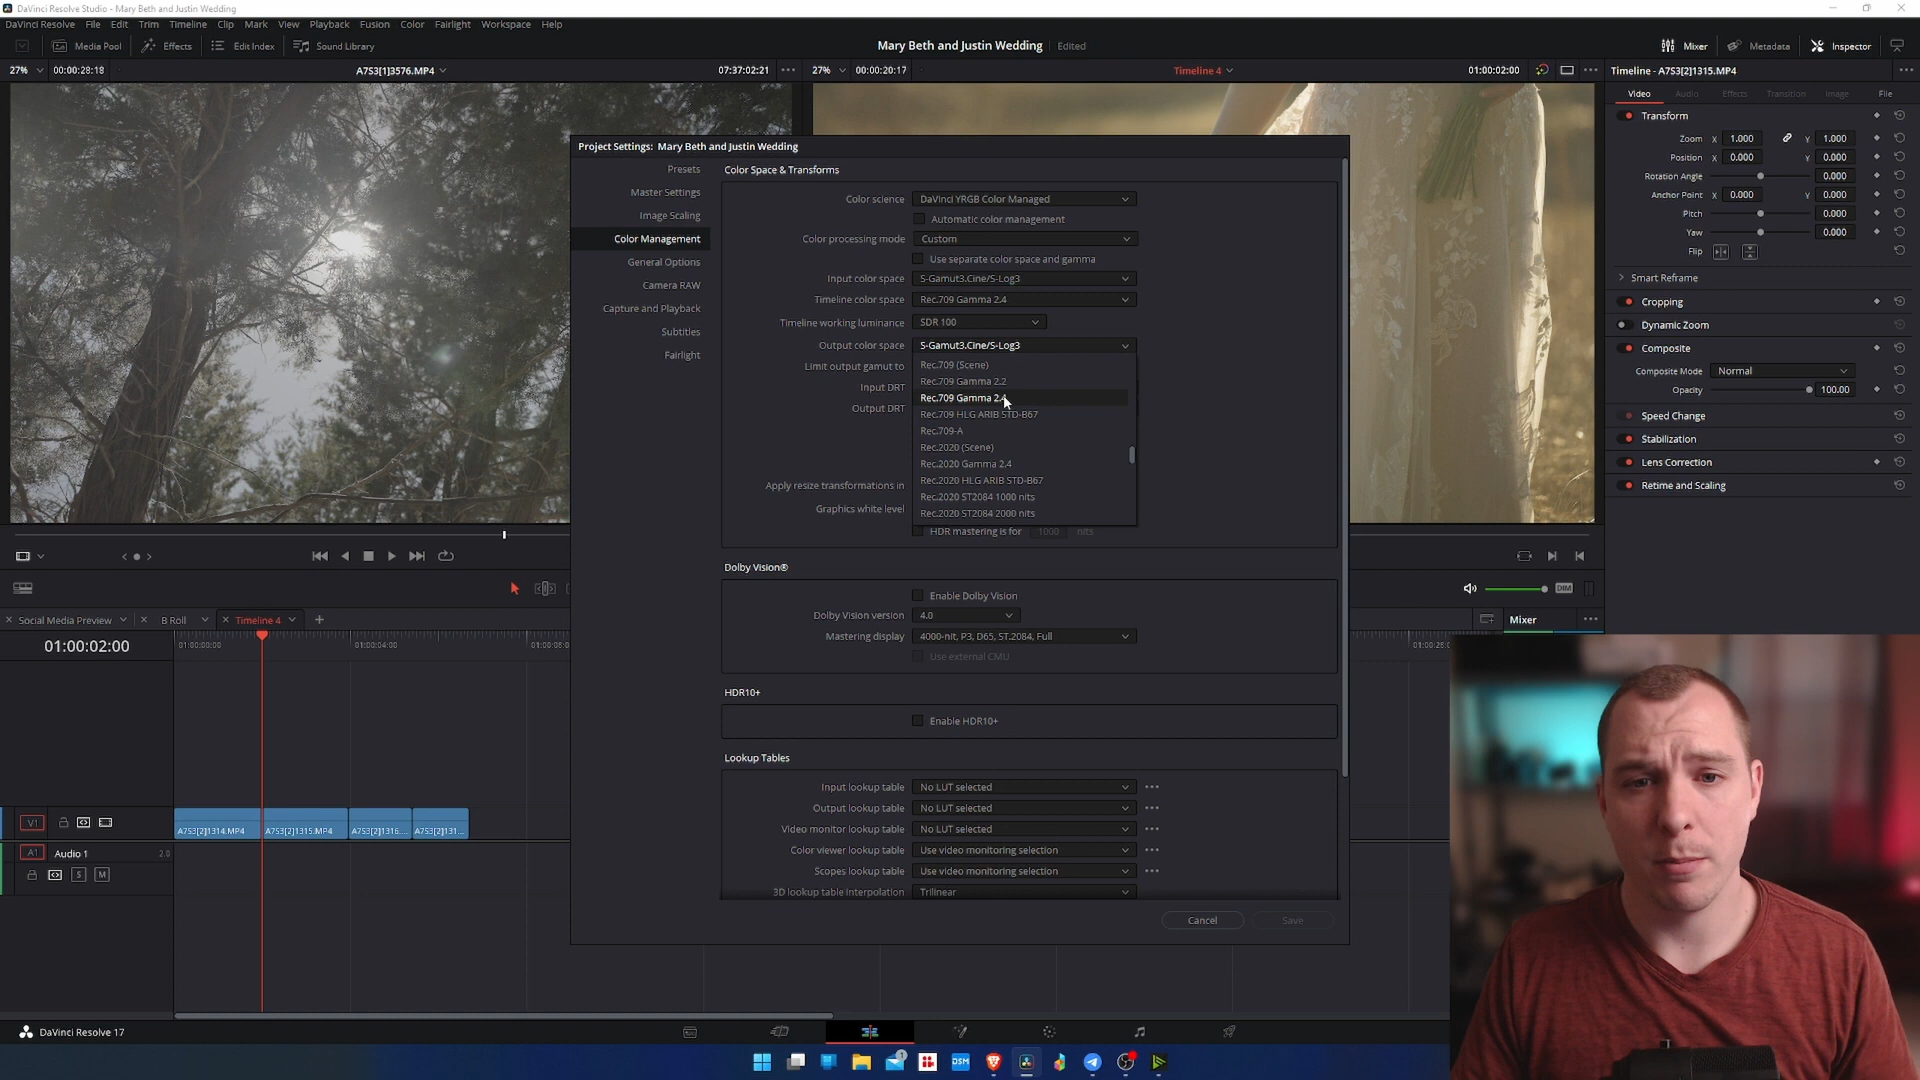 DaVinci Resolve Studio - Mary Beth and Justin Wedding
DaVinci Resolve File Edit Trim Timeline Clip Mark View Playback Fusion Color Fairlight Workspace Help
Media Pool Effects Edit Index Sound Library Mary Beth and Justin Wedding Edited Mixer Metadata Inspector
27% 00:00:28:18 A7S3[1]3576.MP4 07:37:02:21 27% 00:00:20:17 Timeline 4 01:00:02:00 Timeline - A7S3[2]1315.MP4
Video Audio Effects Transition Image File
Transform
Zoom X 1.000 Y 1.000
Position X 0.000 Y 0.000
Rotation Angle 0.000
Anchor Point X 0.000 Y 0.000
Pitch 0.000
Yaw 0.000
Flip
Smart Reframe
Cropping
Dynamic Zoom
Composite
Composite Mode Normal
Opacity 100.00
Speed Change
Stabilization
Lens Correction
Retime and Scaling
Project Settings: Mary Beth and Justin Wedding
Presets
Master Settings
Image Scaling
Color Management
General Options
Camera RAW
Capture and Playback
Subtitles
Fairlight
Color Space & Transforms
Color science DaVinci YRGB Color Managed
Automatic color management
Color processing mode Custom
Use separate color space and gamma
Input color space S-Gamut3.Cine/S-Log3
Timeline color space Rec.709 Gamma 2.4
Timeline working luminance SDR 100
Output color space S-Gamut3.Cine/S-Log3
Limit output gamut to
Input DRT
Output DRT
Rec.709 (Scene)
Rec.709 Gamma 2.2
Rec.709 Gamma 2.4
Rec.709 HLG ARIB STD-B67
Rec.709-A
Rec.2020 (Scene)
Rec.2020 Gamma 2.4
Rec.2020 HLG ARIB STD-B67
Rec.2020 ST2084 1000 nits
Rec.2020 ST2084 2000 nits
Apply resize transformations in
Graphics white level
HDR mastering is for 1000 nits
Dolby Vision®
Enable Dolby Vision
Dolby Vision version 4.0
Mastering display 4000-nit, P3, D65, ST.2084, Full
Use external CMU
HDR10+
Enable HDR10+
Lookup Tables
Input lookup table No LUT selected
Output lookup table No LUT selected
Video monitor lookup table No LUT selected
Color viewer lookup table Use video monitoring selection
Scopes lookup table Use video monitoring selection
3D lookup table Interpolation Trilinear
Cancel Save
DIM
Social Media Preview B Roll Timeline 4 Mixer
01:00:02:00 01:00:00:00 01:00:04:00
V1 A7S3[2]1314.MP4 A7S3[2]1315.MP4 A7S3[2]1316.... A7S3[2]131...
A1 Audio 1 2.0
S M
DaVinci Resolve 17
1 DSM